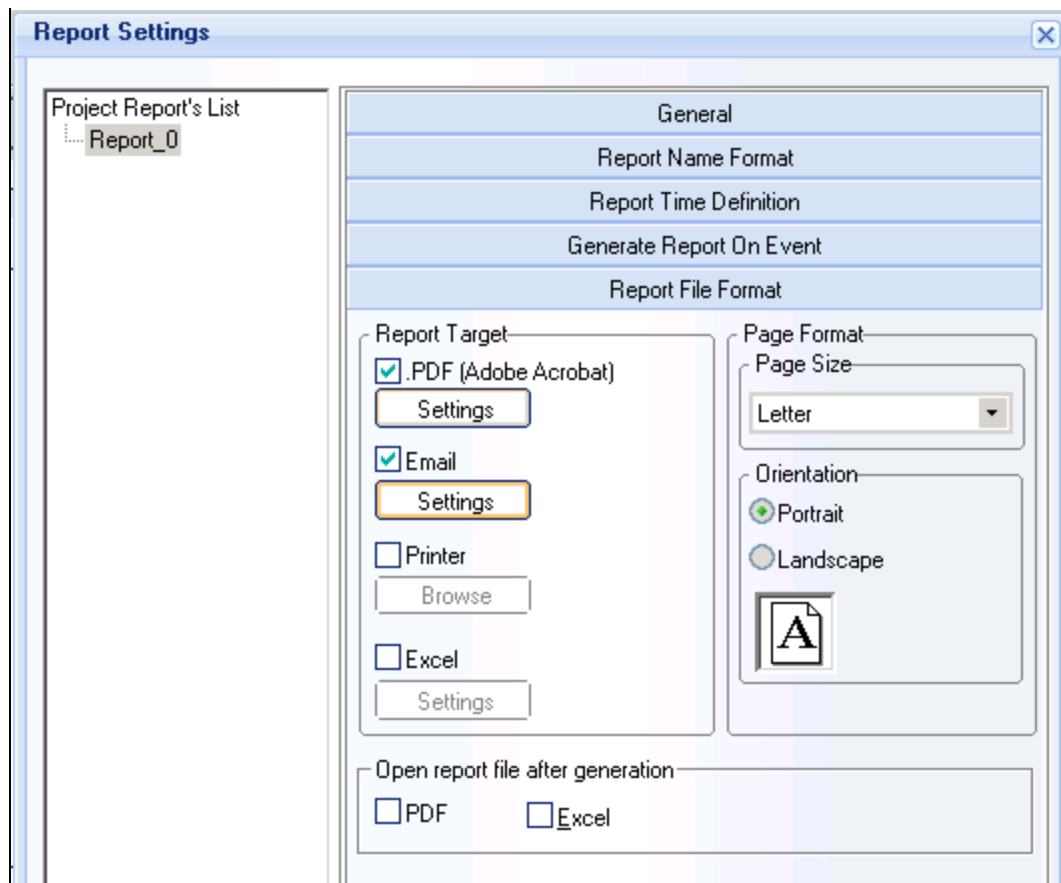 Report Settings
Project Report's List
Report_0
General
Report Name Format
Report Time Definition
Generate Report On Event
Report File Format
Report Target
.PDF (Adobe Acrobat)
Settings
Email
Settings
Printer
Browse
Excel
Settings
Page Format
Page Size
Letter
Orientation
Portrait
Landscape
A
Open report file after generation
PDF
Excel